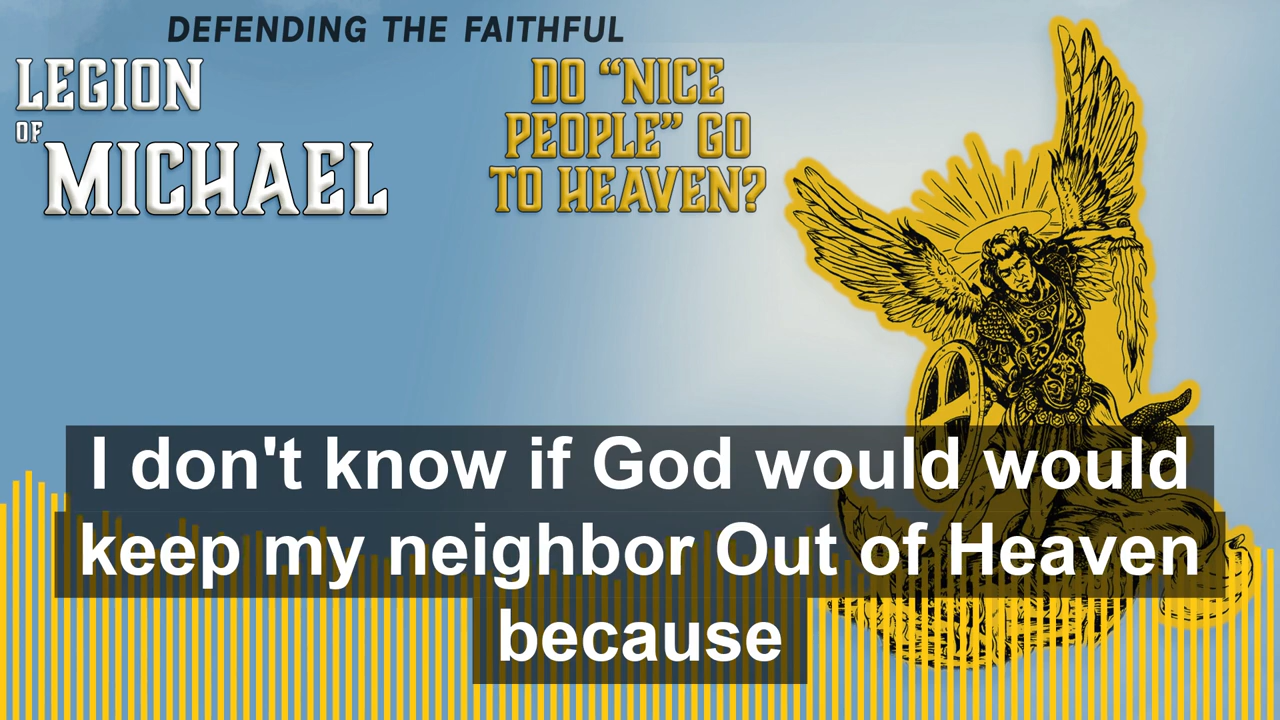 DEFENDING THE FAITHFUL
LEGION
OF
MICHAEL
DO “NICE
PEOPLE” GO
TO HEAVEN?
I don't know if God would would
keep my neighbor Out of Heaven
because